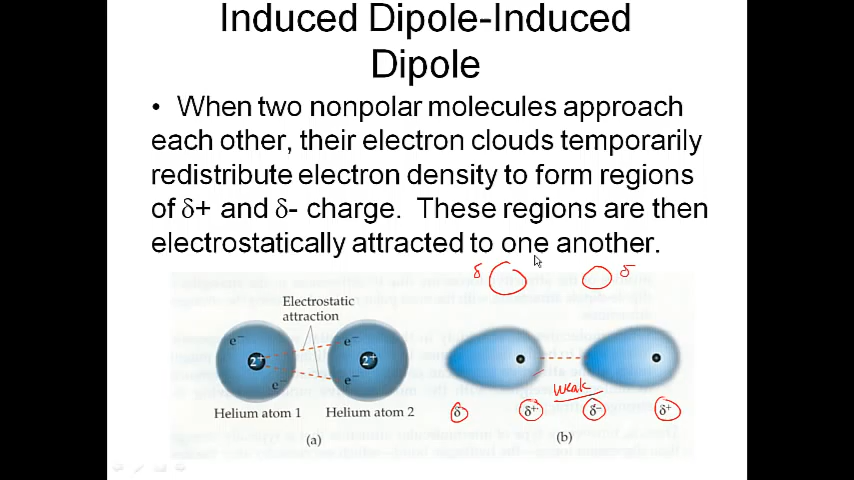 Induced Dipole-Induced
Dipole
• When two nonpolar molecules approach
each other, their electron clouds temporarily
redistribute electron density to form regions
of δ+ and δ- charge. These regions are then
electrostatically attracted to one another.
δ δ
Electrostatic
attraction
e⁻ e⁻
2+ 2+
e⁻ e⁻
weak
Helium atom 1 Helium atom 2 δ⁻ δ⁺ δ⁻ δ⁺
(a) (b)